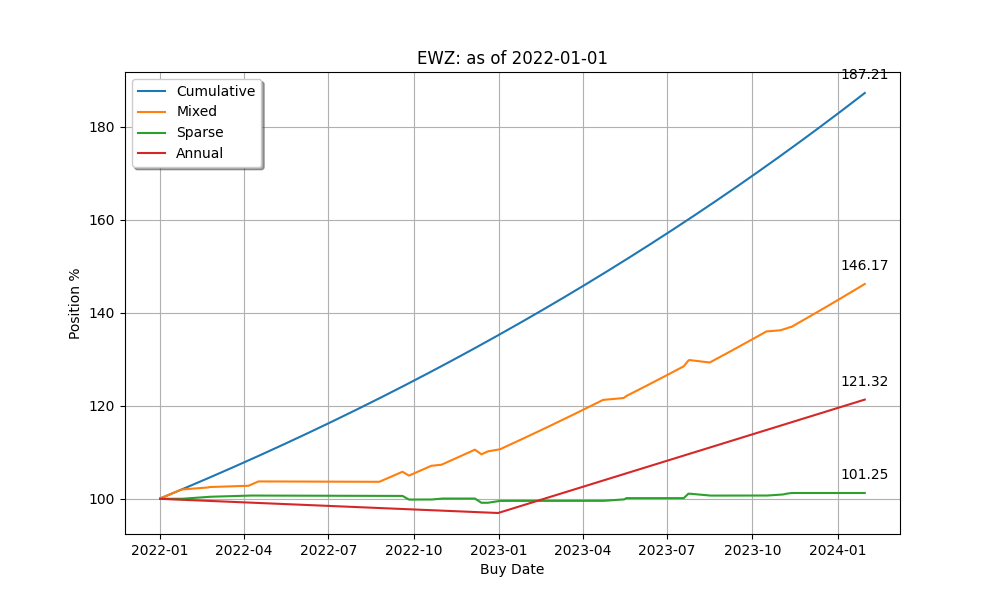 EWZ: as of 2022-01-01
187.21
Cumulative
Mixed
Sparse
Annual
180
160
146.17
140
121.32
120
101.25
100
Position %
2022-01 2022-04 2022-07 2022-10 2023-01 2023-04 2023-07 2023-10 2024-01
Buy Date